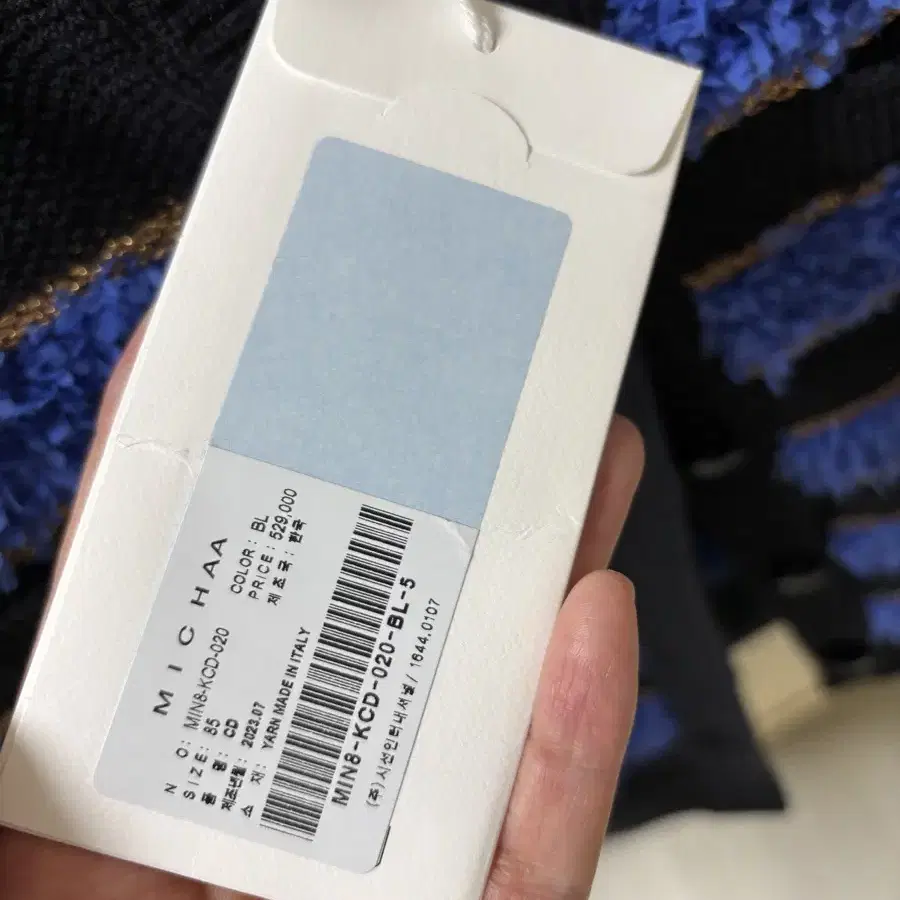 MICHAA
N O : MIN8-KCD-020
SIZE : 55 COLOR : BL
품 명 : CD PRICE : 529,000
제조년월 : 2023.07 제 조 국 : 한국
소 재 : YARN MADE IN ITALY
MIN8-KCD-020-BL-5
(주)시선인터내셔널 / 1644.0107